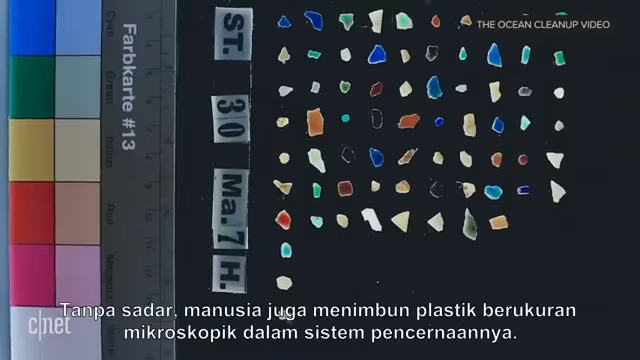 THE OCEAN CLEANUP VIDEO
Farbkarte #13
Cyan
Green
Red
ST.
30
Ma. 7
H.
Tanpa sadar, manusia juga menimbun plastik berukuran
mikroskopik dalam sistem pencernaannya.
c|net